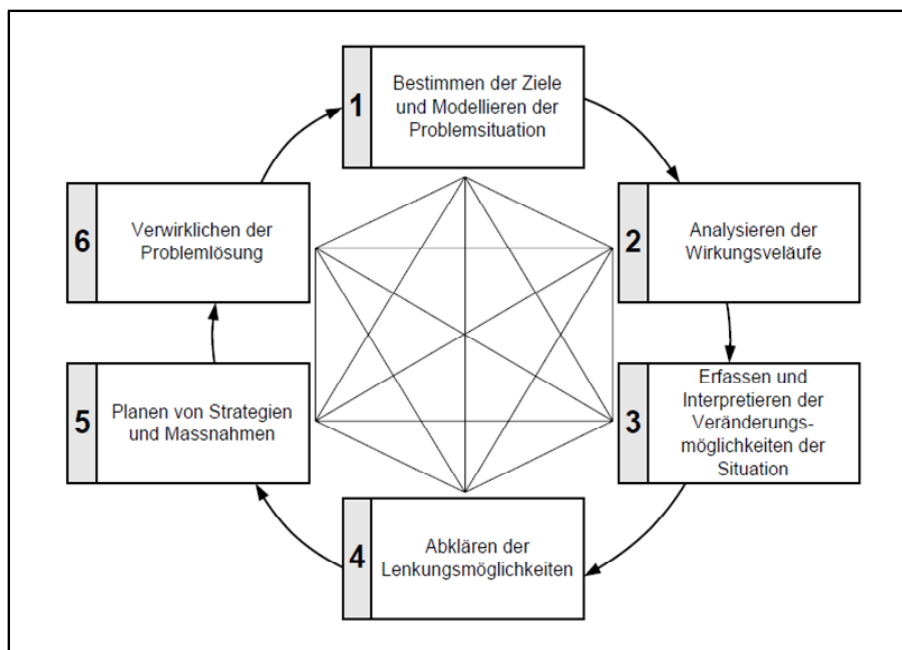 1
Bestimmen der Ziele
und Modellieren der
Problemsituation
2
Analysieren der
Wirkungsveläufe
3
Erfassen und
Interpretieren der
Veränderungs-
möglichkeiten der
Situation
4
Abklären der
Lenkungsmöglichkeiten
5
Planen von Strategien
und Massnahmen
6
Verwirklichen der
Problemlösung